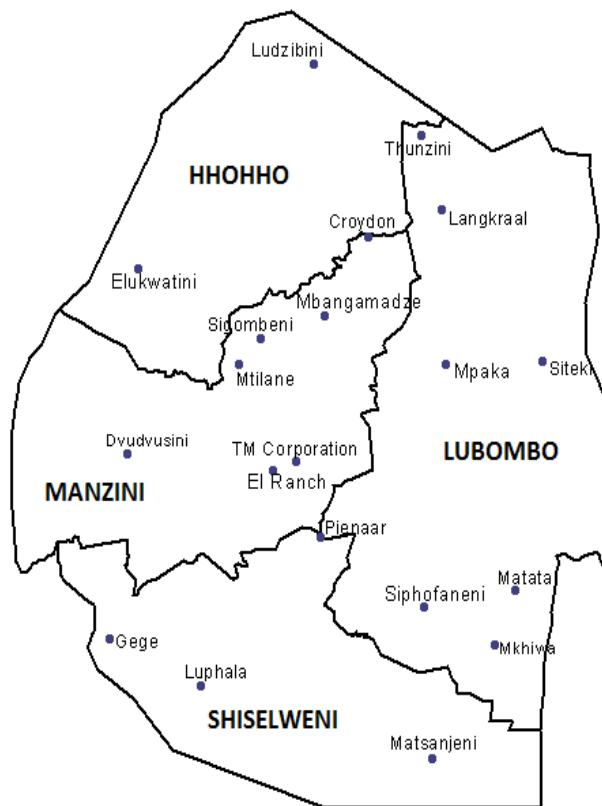 Ludzibini
Thunzini
HHOHHO
Langkraal
Croydon
Elukwatini
Mbangamadze
Sigombeni
Mtilane
Mpaka
Siteki
Dvudvusini
TM Corporation
LUBOMBO
El Ranch
MANZINI
Pienaar
Matata
Siphofaneni
Gege
Mkhiwa
Luphala
SHISELWENI
Matsanjeni